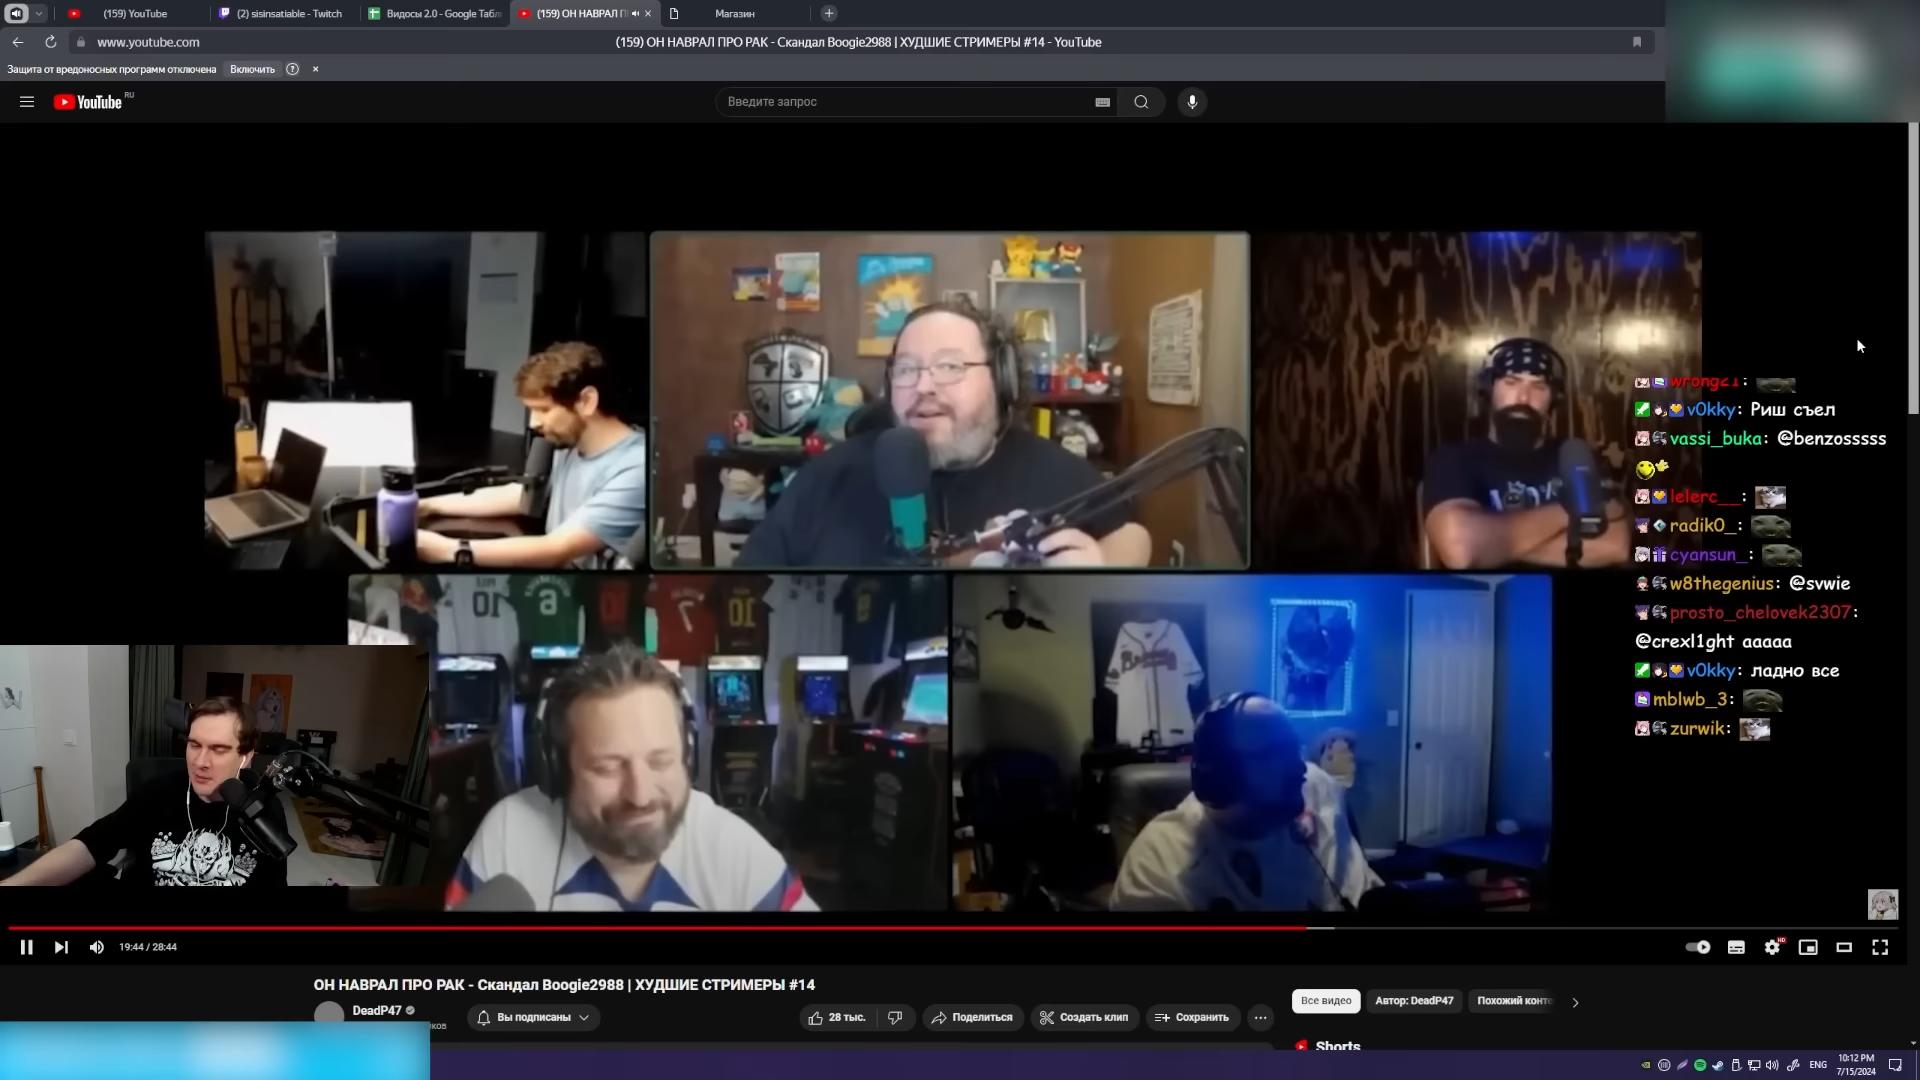 (159) YouTube
(2) sisinsatiable - Twitch
Видосы 2.0 - Google Табл
(159) ОН НАВРАЛ П
Магазин
www.youtube.com
(159) ОН НАВРАЛ ПРО РАК - Скандал Boogie2988 | ХУДШИЕ СТРИМЕРЫ #14 - YouTube
Защита от вредоносных программ отключена
Включить
YouTube RU
Введите запрос
v0kky: Риш съел
vassi_buka: @benzosssss
lelerc__:
radik0_:
cyansun_:
w8thegenius: @svwie
prosto_chelovek2307:
@crexl1ght ааааа
v0kky: ладно все
mblwb_3:
zurwik:
Braves
19:44 / 28:44
HD
ОН НАВРАЛ ПРО РАК - Скандал Boogie2988 | ХУДШИЕ СТРИМЕРЫ #14
DeadP47
Вы подписаны
28 тыс.
Поделиться
Создать клип
Сохранить
Все видео
Автор: DeadP47
Похожий конте
Shorts
ENG
10:12 PM
7/15/2024